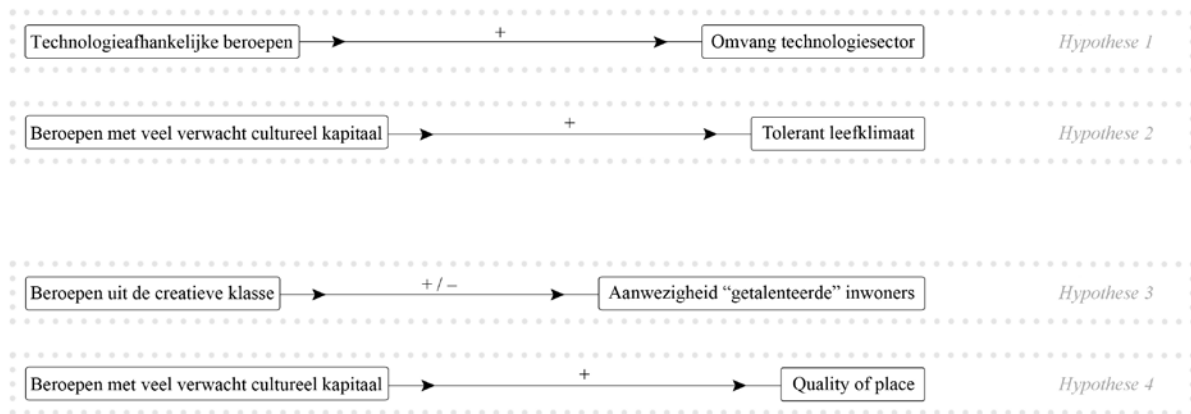 Technologieafhankelijke beroepen + Omvang technologiesector Hypothese 1
Beroepen met veel verwacht cultureel kapitaal + Tolerant leefklimaat Hypothese 2
Beroepen uit de creatieve klasse + / – Aanwezigheid “getalenteerde” inwoners Hypothese 3
Beroepen met veel verwacht cultureel kapitaal + Quality of place Hypothese 4